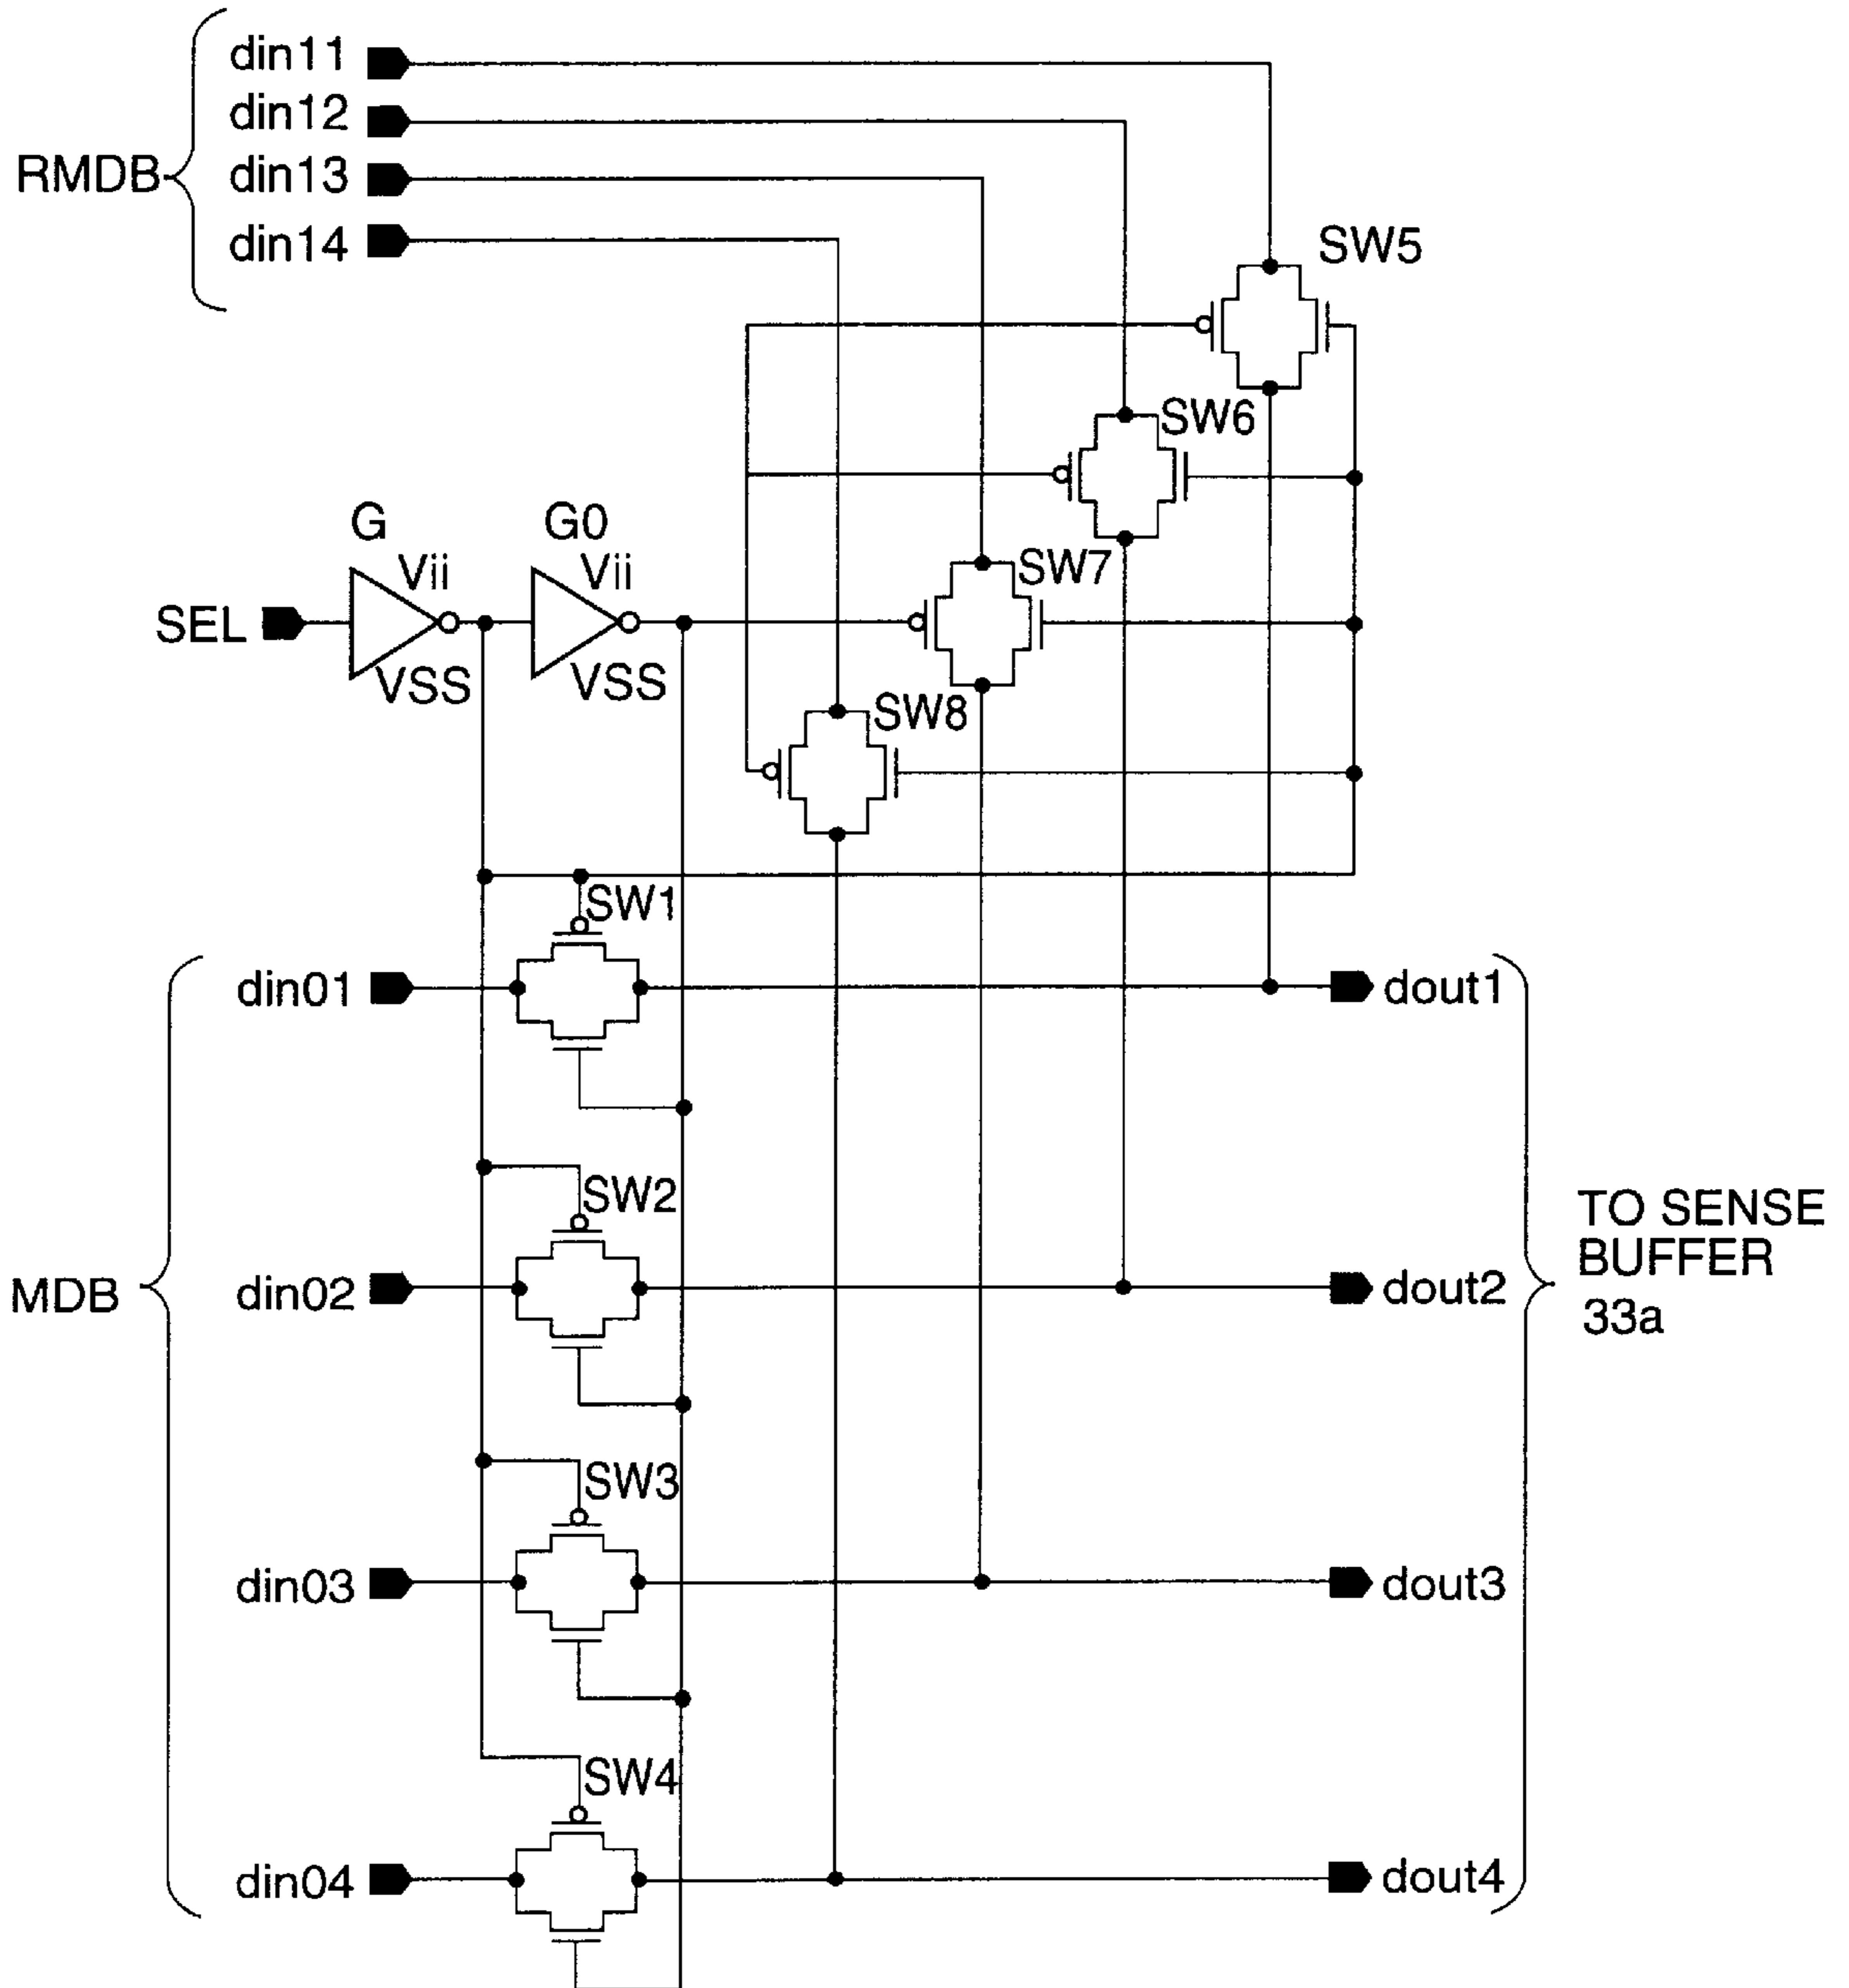 din11
din12
RMDB
din13
din14
SW5
SW6
G
G0
Vii
Vii
SW7
SEL
VSS
VSS
SW8
SW1
din01
dout1
SW2
TO SENSE
BUFFER
33a
MDB
din02
dout2
SW3
din03
dout3
SW4
din04
dout4